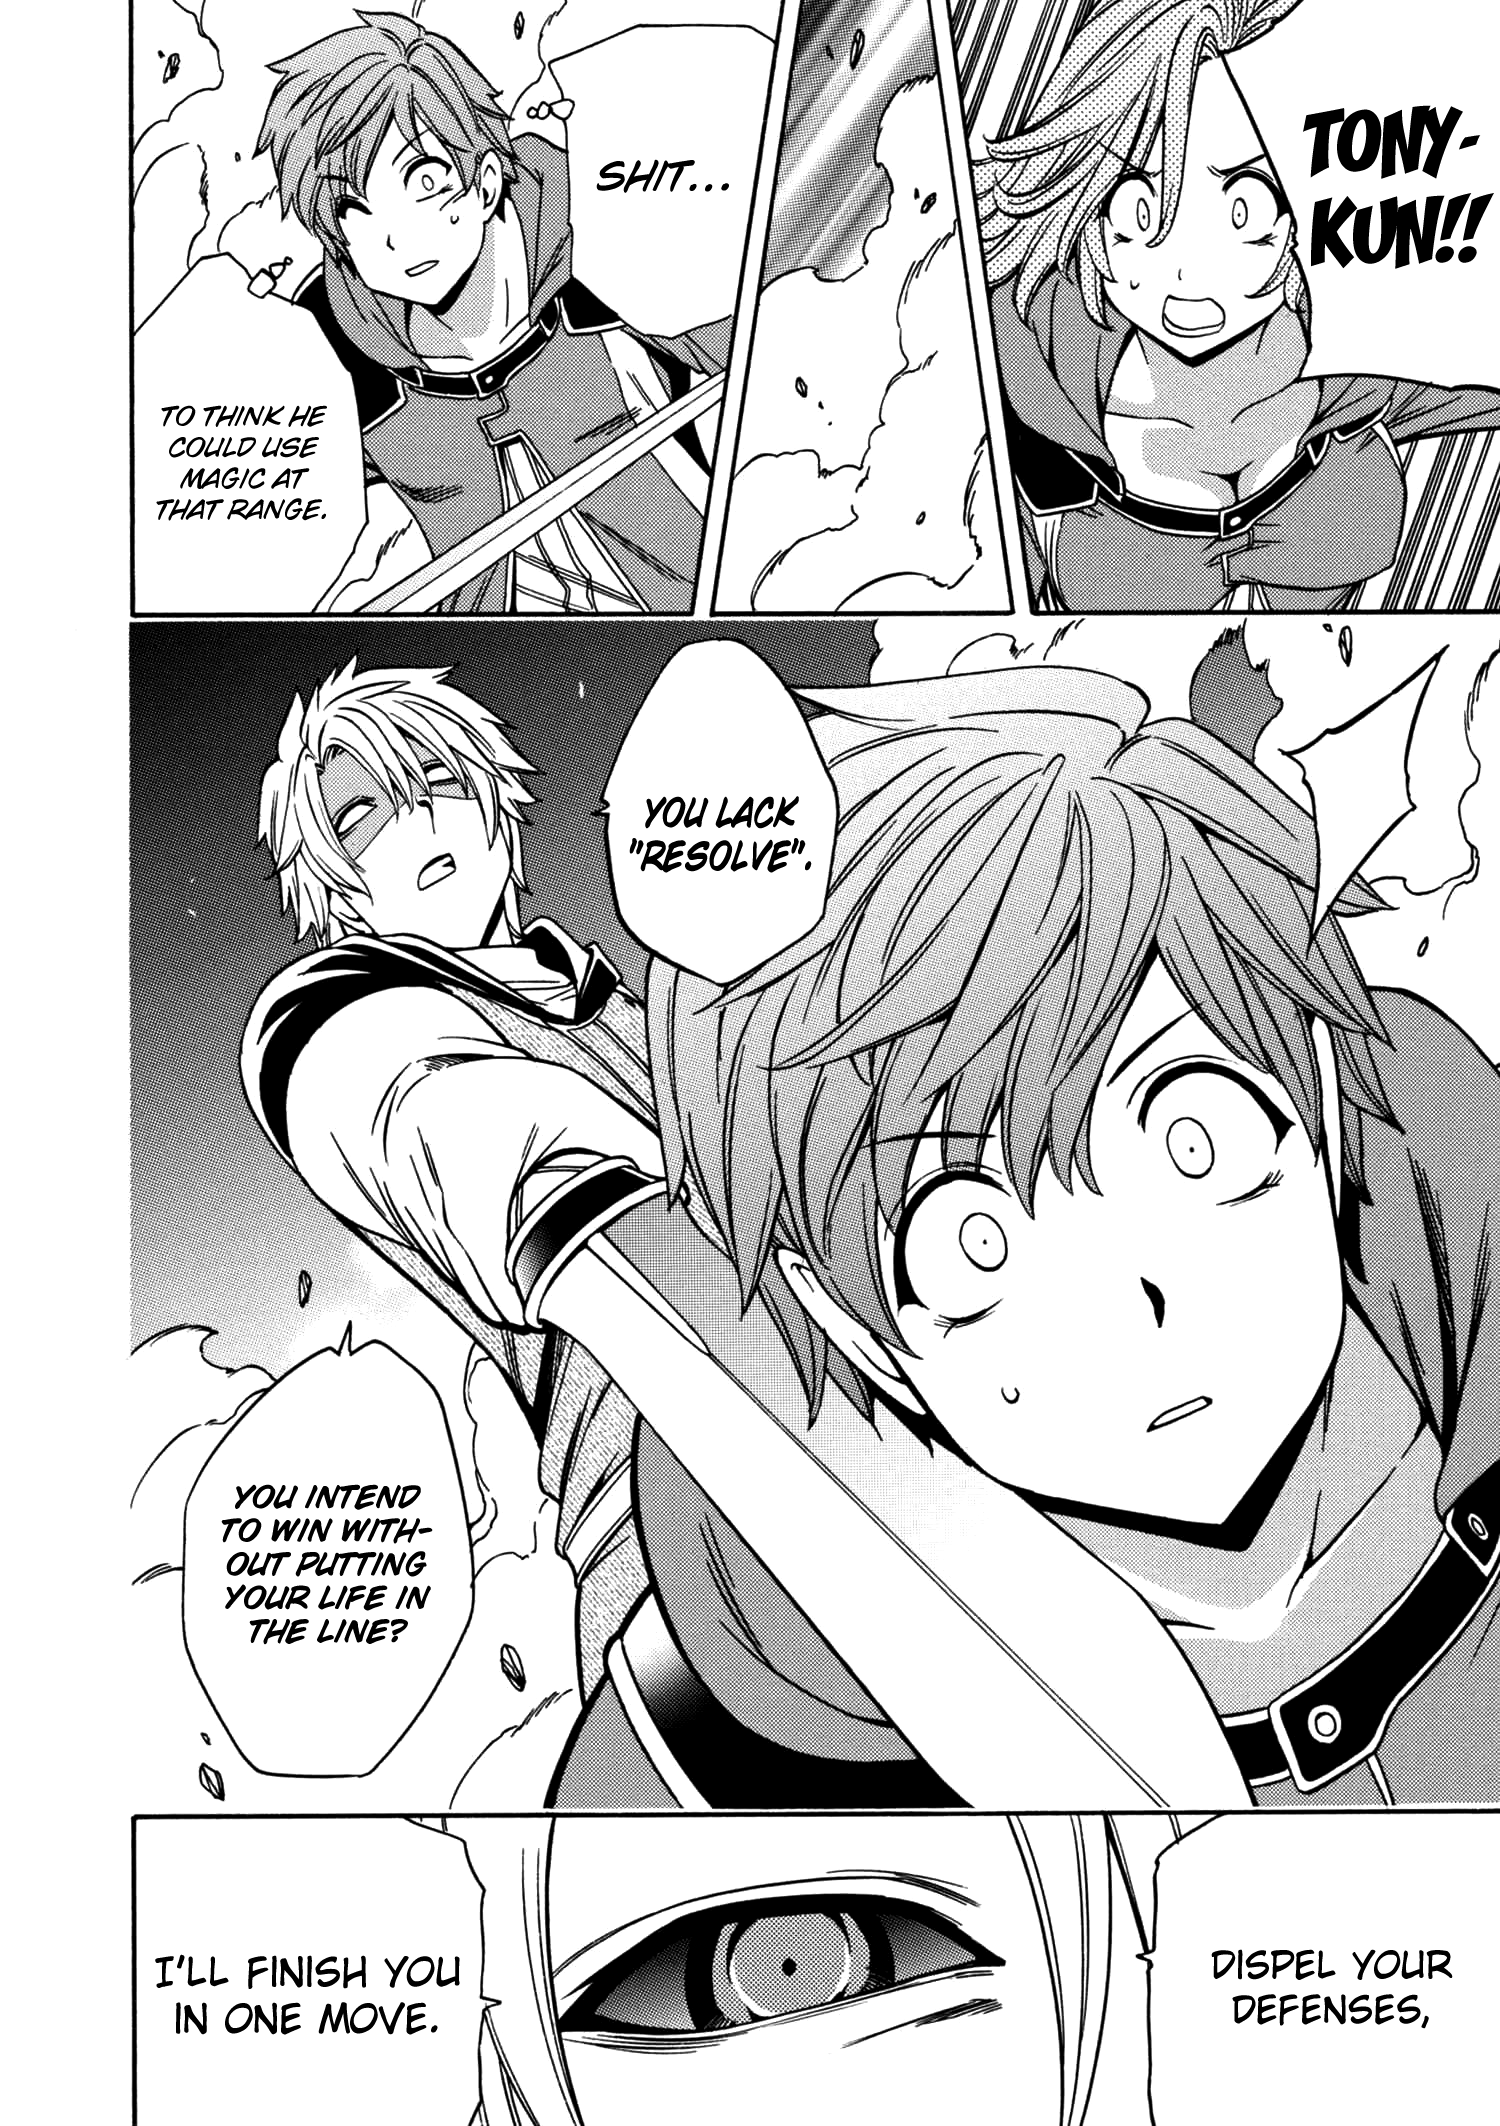 TONY-
KUN!!
SHIT...
TO THINK HE
COULD USE
MAGIC AT
THAT RANGE.
YOU LACK
"RESOLVE".
YOU INTEND
TO WIN WITH-
OUT PUTTING
YOUR LIFE IN
THE LINE?
DISPEL YOUR
DEFENSES,
I'LL FINISH YOU
IN ONE MOVE.